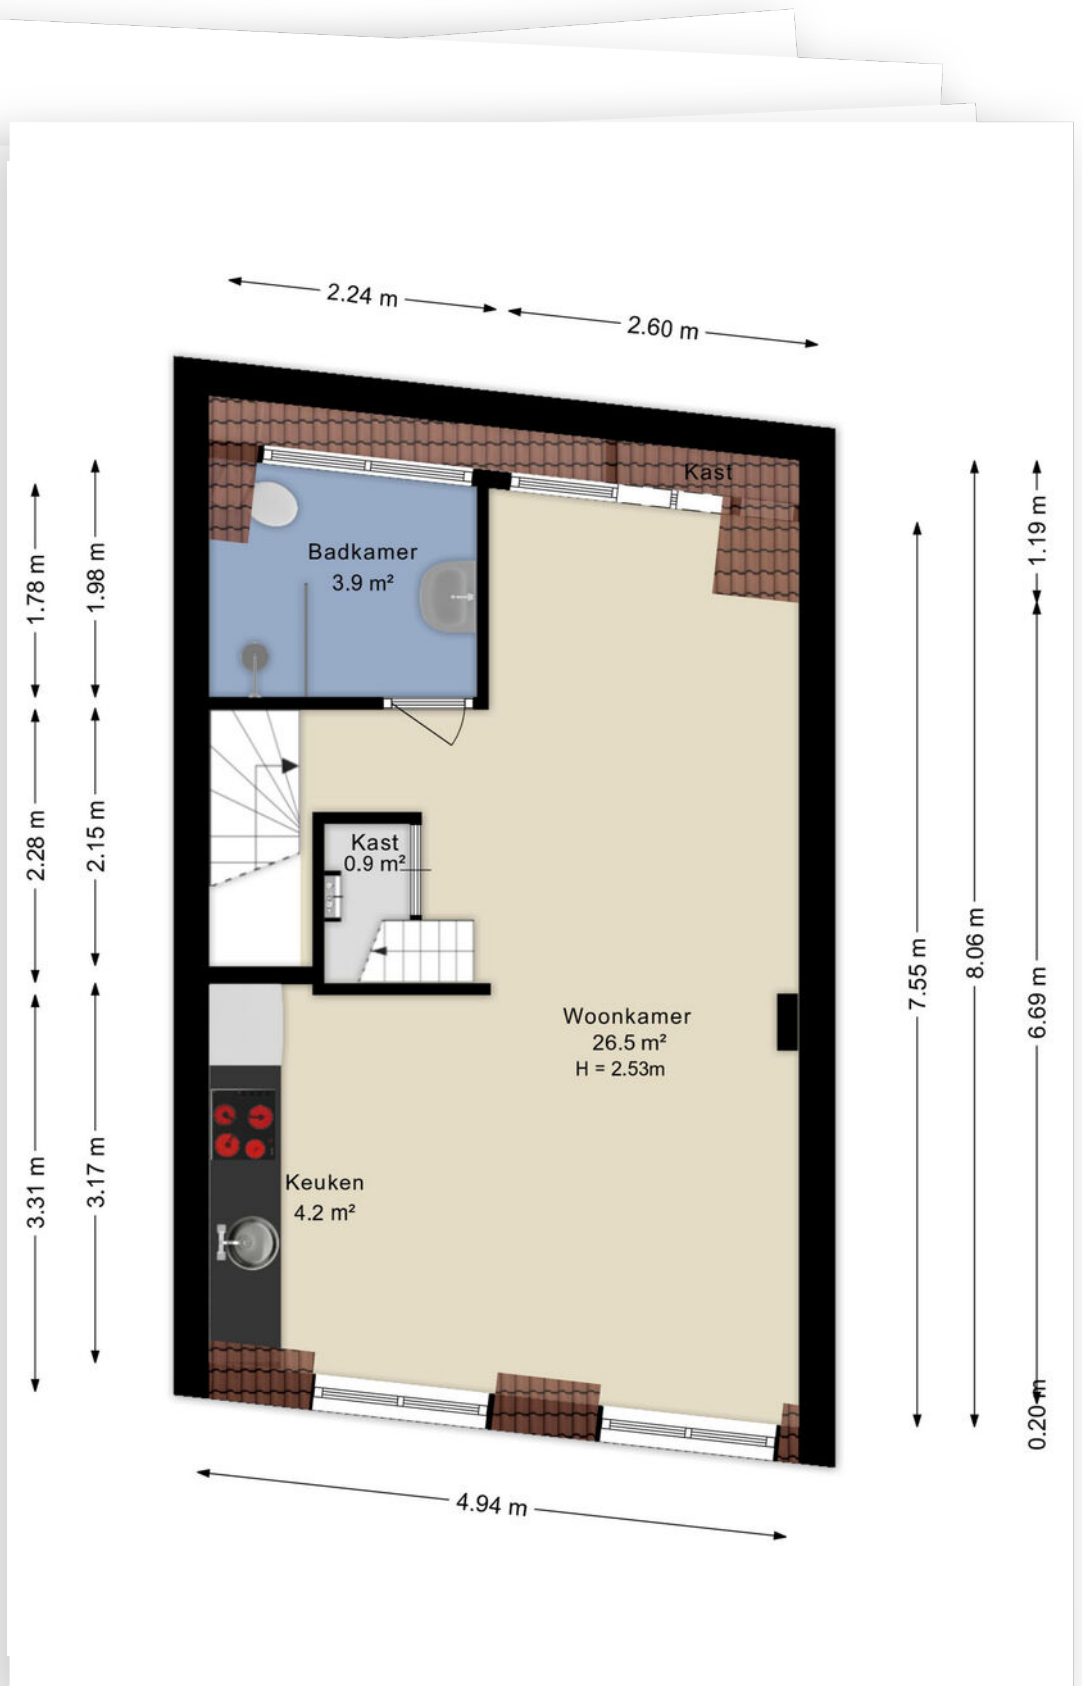 2.24 m
2.60 m
Kast
Badkamer
3.9 m²
1.78 m
1.98 m
1.19 m
Kast
0.9 m²
2.28 m
2.15 m
7.55 m
8.06 m
6.69 m
Woonkamer
26.5 m²
H = 2.53m
Keuken
4.2 m²
3.31 m
3.17 m
0.20 m
4.94 m